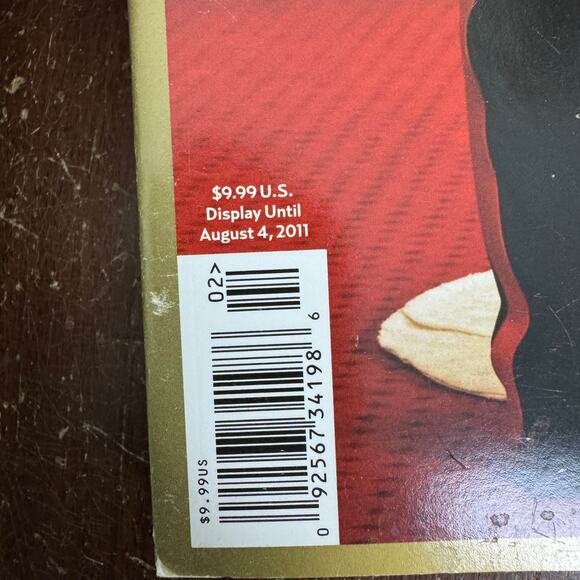 $9.99 U.S.
Display Until
August 4, 2011
02>
0 92567 34198 6
$9.99US